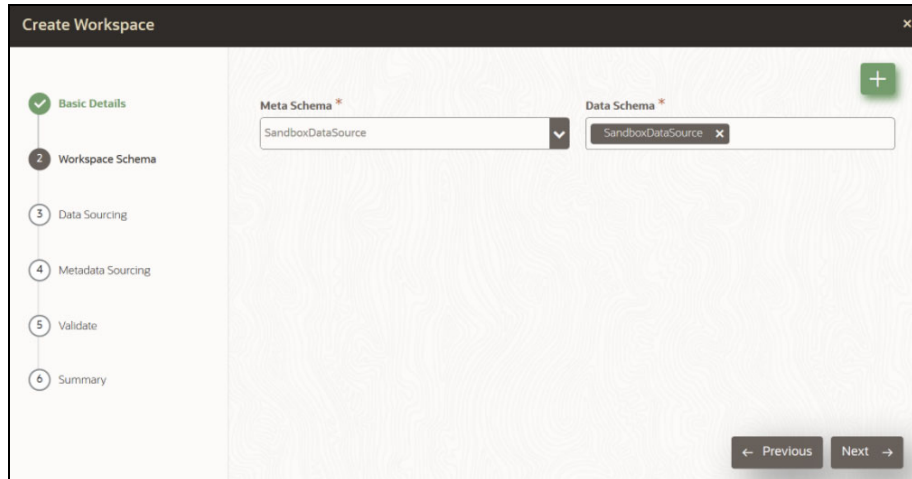 Create Workspace
Basic Details
2 Workspace Schema
3 Data Sourcing
4 Metadata Sourcing
5 Validate
6 Summary
Meta Schema *
SandboxDataSource
Data Schema *
SandboxDataSource ×
← Previous
Next →